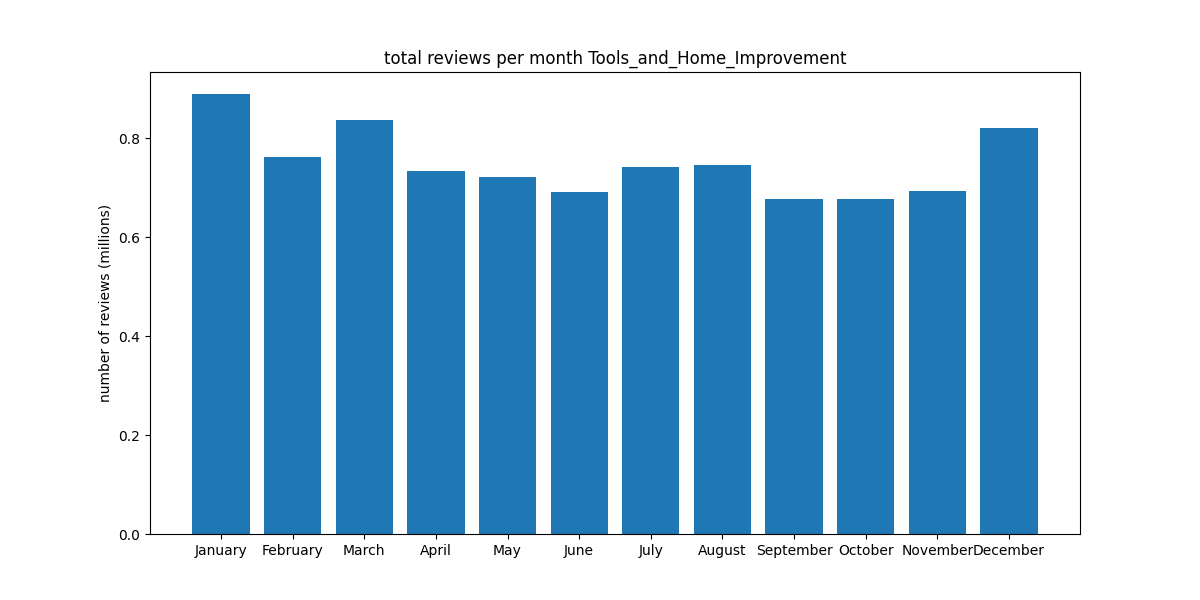 total reviews per month Tools_and_Home_Improvement
number of reviews (millions)
0.8
0.6
0.4
0.2
0.0
January February March April May June July August September October November December